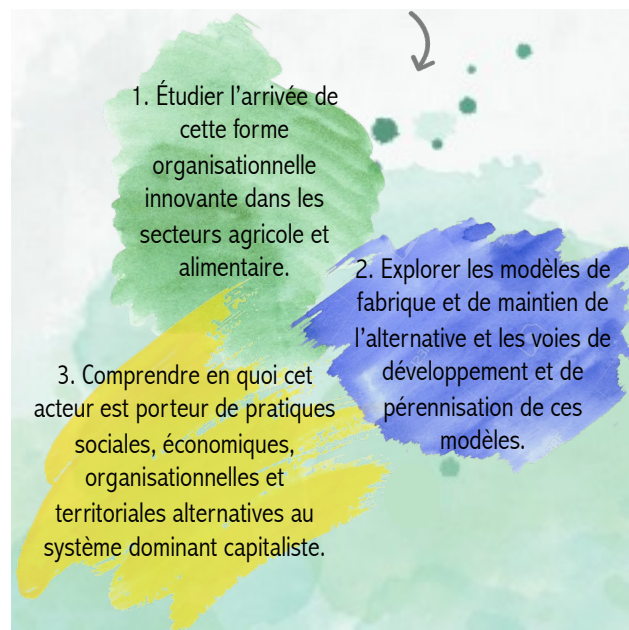 1. Étudier l’arrivée de
cette forme
organisationnelle
innovante dans les
secteurs agricole et
alimentaire.
2. Explorer les modèles de
fabrique et de maintien de
l’alternative et les voies de
développement et de
pérennisation de ces
modèles.
3. Comprendre en quoi cet
acteur est porteur de pratiques
sociales, économiques,
organisationnelles et
territoriales alternatives au
système dominant capitaliste.